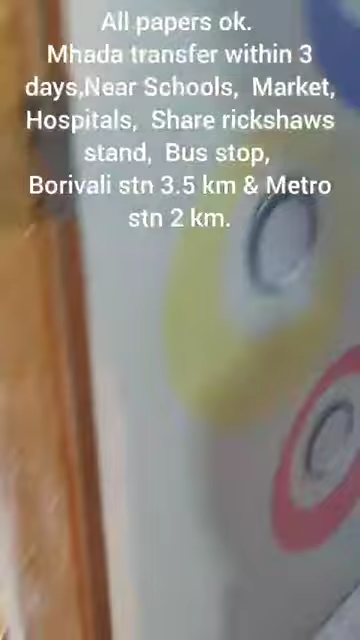 All papers ok.
Mhada transfer within 3
days,Near Schools, Market,
Hospitals, Share rickshaws
stand, Bus stop,
Borivali stn 3.5 km & Metro
stn 2 km.